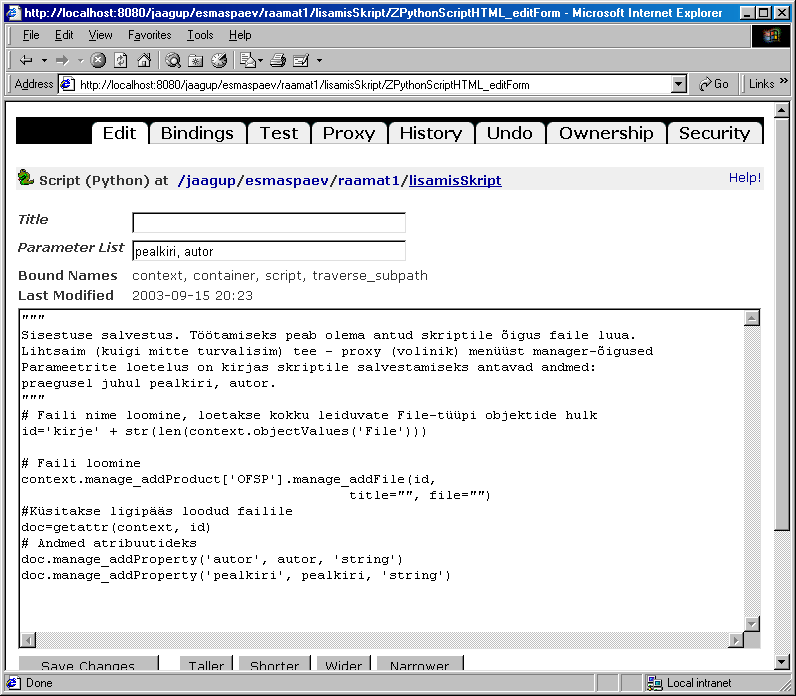 http://localhost:8080/jaagup/esmaspaev/raamat1/lisamisSkript/ZPythonScriptHTML_editForm - Microsoft Internet Explorer
File Edit View Favorites Tools Help
Address http://localhost:8080/jaagup/esmaspaev/raamat1/lisamisSkript/ZPythonScriptHTML_editForm Go Links »
Edit Bindings Test Proxy History Undo Ownership Security
Script (Python) at /jaagup/esmaspaev/raamat1/lisamisSkript Help!
Title
Parameter List pealkiri, autor
Bound Names context, container, script, traverse_subpath
Last Modified 2003-09-15 20:23
"""
Sisestuse salvestus. Töötamiseks peab olema antud skriptile õigus faile luua.
Lihtsaim (kuigi mitte turvalisim) tee - proxy (volinik) menüüst manager-õigused
Parameetrite loetelus on kirjas skriptile salvestamiseks antavad andmed:
praegusel juhul pealkiri, autor.
"""
# Faili nime loomine, loetakse kokku leiduvate File-tüüpi objektide hulk
id='kirje' + str(len(context.objectValues('File')))
# Faili loomine
context.manage_addProduct['OFSP'].manage_addFile(id,
title="", file="")
#Küsitakse ligipääs loodud failile
doc=getattr(context, id)
# Andmed atribuutideks
doc.manage_addProperty('autor', autor, 'string')
doc.manage_addProperty('pealkiri', pealkiri, 'string')
Save Changes Taller Shorter Wider Narrower
Done Local intranet